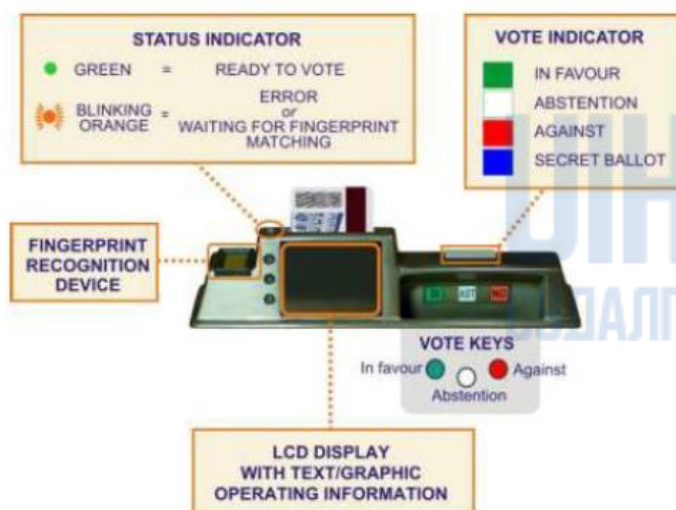 STATUS INDICATOR
GREEN = READY TO VOTE
BLINKING ORANGE = ERROR
or
WAITING FOR FINGERPRINT
MATCHING
VOTE INDICATOR
IN FAVOUR
ABSTENTION
AGAINST
SECRET BALLOT
FINGERPRINT
RECOGNITION
DEVICE
AST
NO
VOTE KEYS
In favour
Against
Abstention
LCD DISPLAY
WITH TEXT/GRAPHIC
OPERATING INFORMATION